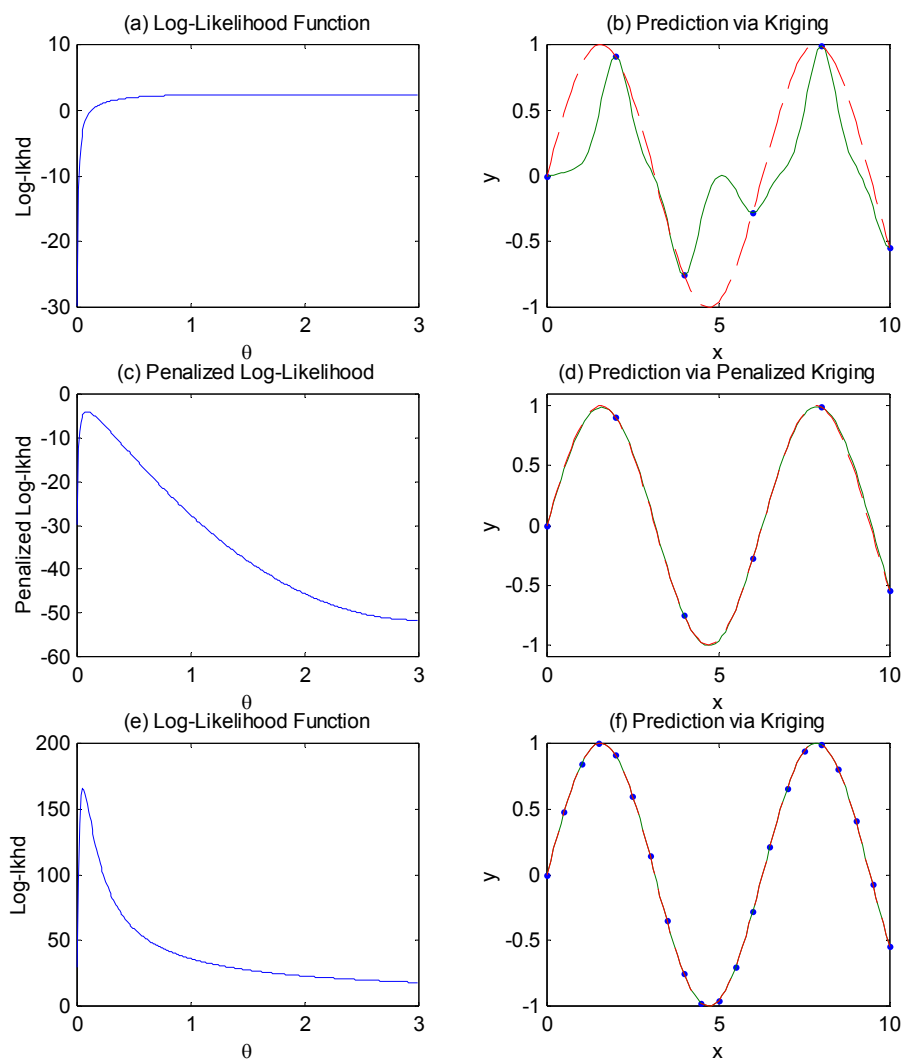 (a) Log-Likelihood Function
10
0
-10
-20
-30
Log-lkhd
0 1 2 3
θ
(b) Prediction via Kriging
1
0.5
0
-0.5
-1
y
0 5 10
x
(c) Penalized Log-Likelihood
0
-10
-20
-30
-40
-50
-60
Penalized Log-lkhd
0 1 2 3
θ
(d) Prediction via Penalized Kriging
1
0.5
0
-0.5
-1
y
0 5 10
x
(e) Log-Likelihood Function
200
150
100
50
0
Log-lkhd
0 1 2 3
θ
(f) Prediction via Kriging
1
0.5
0
-0.5
-1
y
0 5 10
x